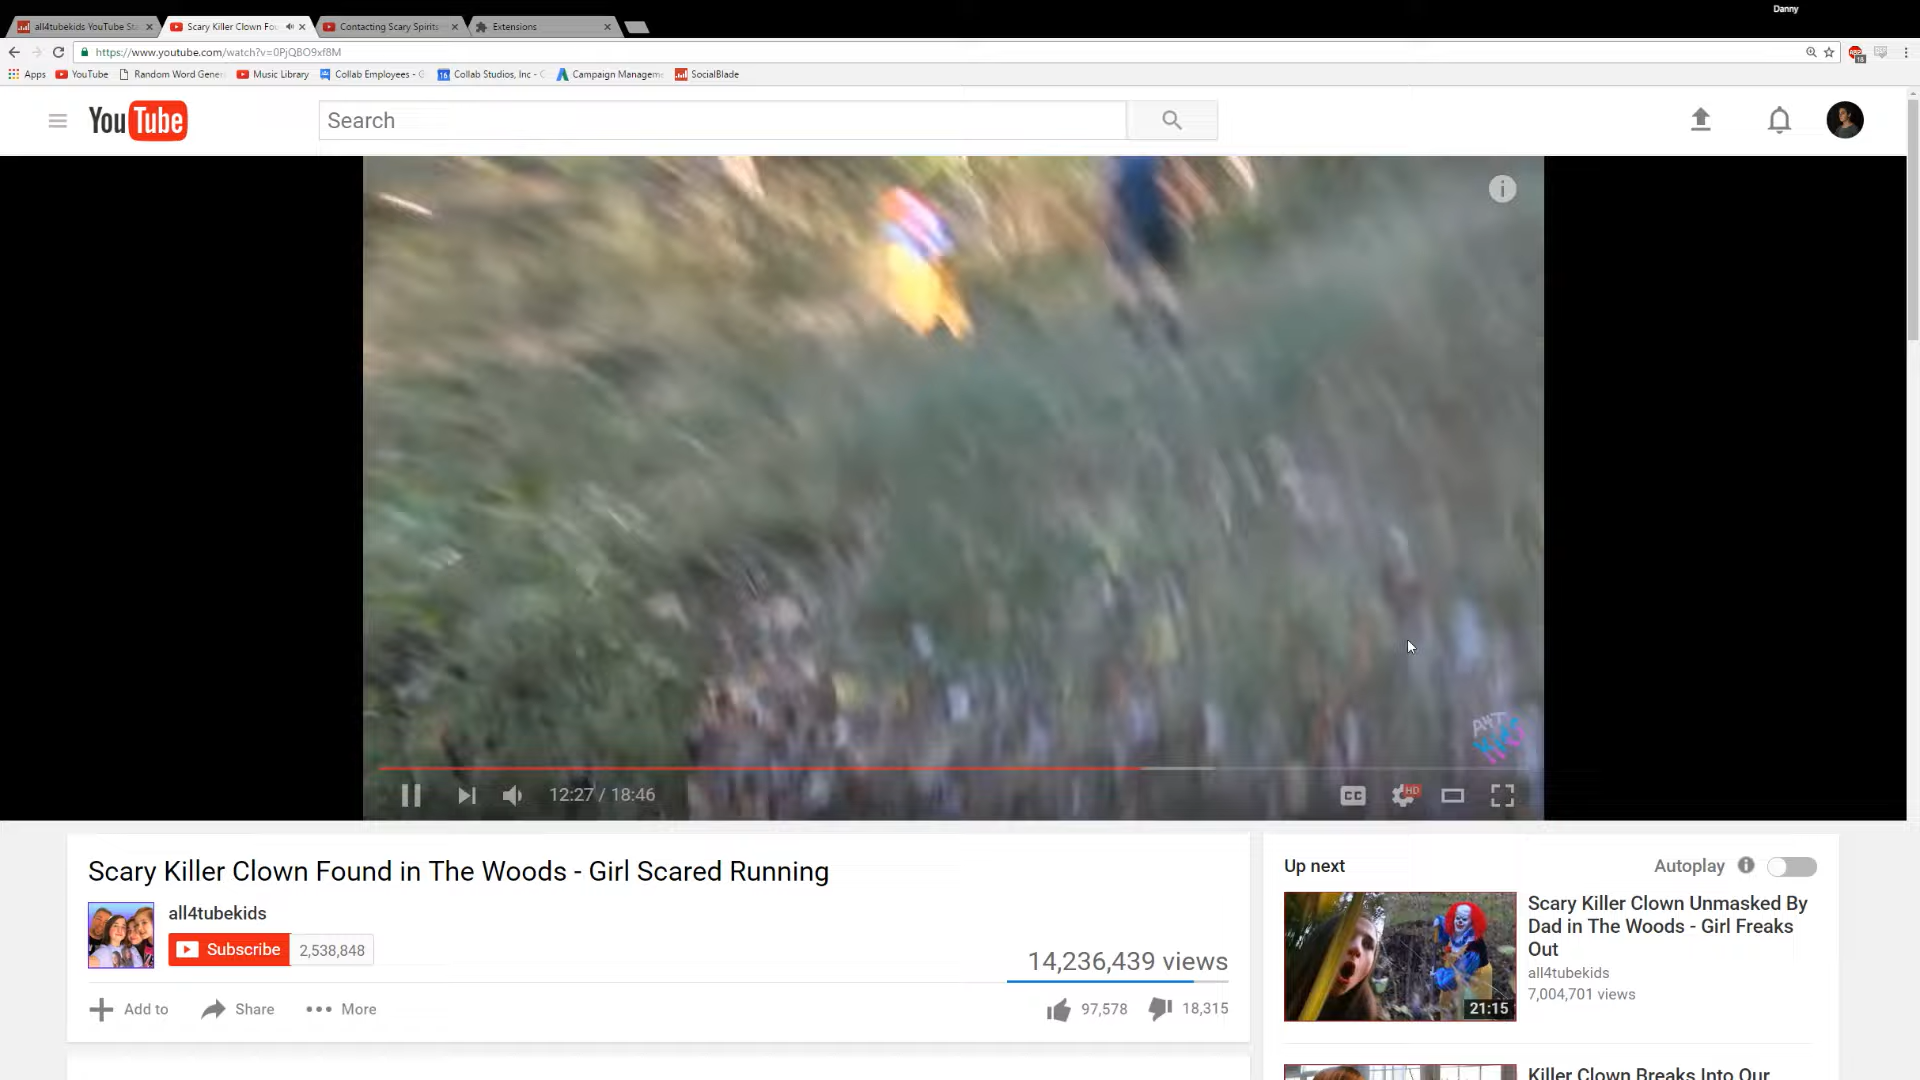 Danny
all4tubekids YouTube St
Scary Killer Clown Fo
Contacting Scary Spirits
Extensions
https://www.youtube.com/watch?v=0PjQBO9xf8M
Apps
YouTube
Random Word Gene
Music Library
Collab Employees - G
Collab Studios, Inc - C
Campaign Managem
SocialBlade
YouTube
Search
12:27 / 18:46
CC
HD
Scary Killer Clown Found in The Woods - Girl Scared Running
all4tubekids
Subscribe 2,538,848
14,236,439 views
Add to
Share
More
97,578
18,315
Up next
Autoplay
Scary Killer Clown Unmasked By
Dad in The Woods - Girl Freaks
Out
all4tubekids
7,004,701 views
21:15
Killer Clown Breaks Into Our